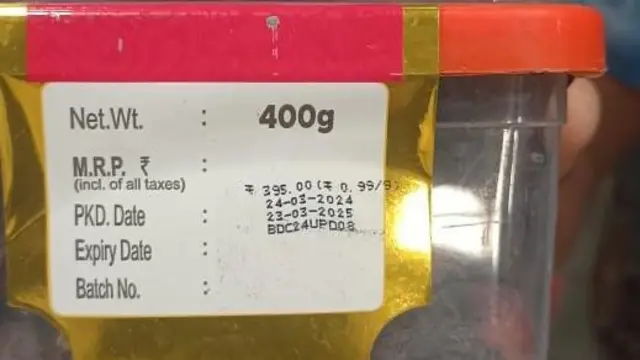 Net.Wt. : 400g
M.R.P. ₹ :
(incl. of all taxes)
₹ 395.00(₹ 0.99/9
PKD. Date :
24-03-2024
Expiry Date :
23-03-2025
Batch No. :
BDC24UPD08